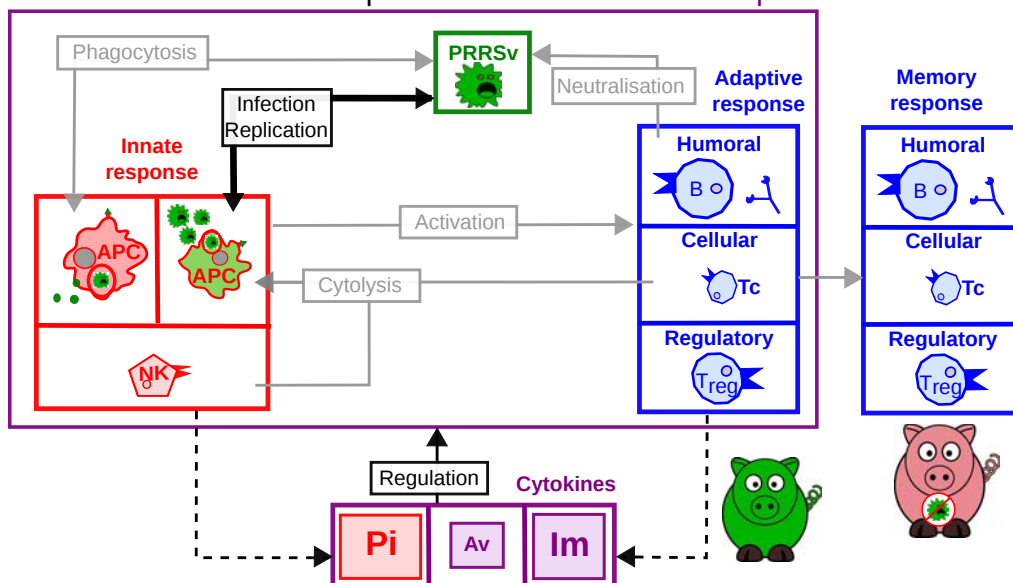 Phagocytosis
PRRSv
Neutralisation
Adaptive
response
Memory
response
Infection
Replication
Innate
response
Humoral
B
Humoral
B
APC
APC
Activation
Cellular
Tc
Cellular
Tc
Cytolysis
NK
Regulatory
Treg
Regulatory
Treg
Regulation
Cytokines
Pi
Av
Im